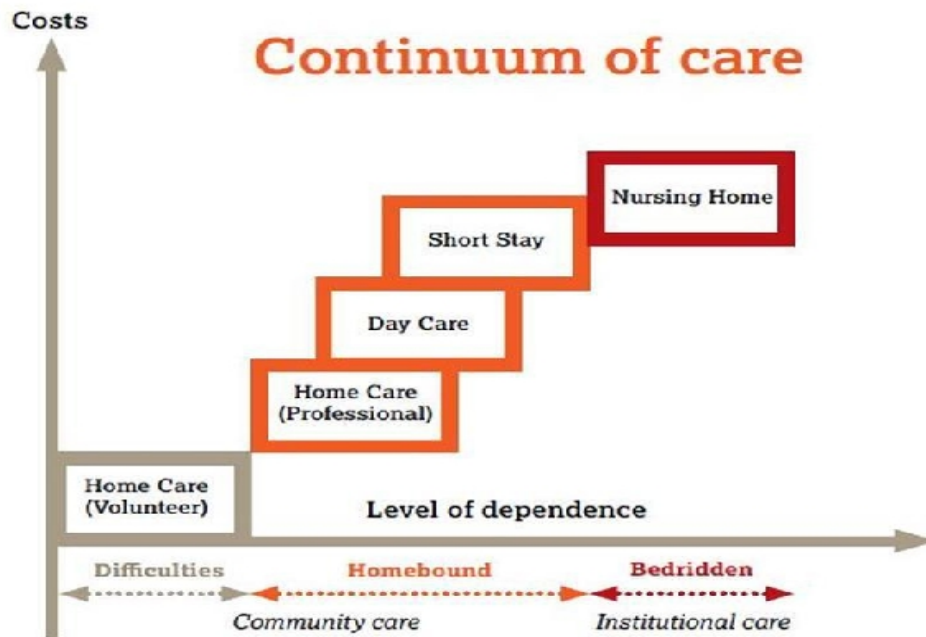 Costs
Continuum of care
Nursing Home
Short Stay
Day Care
Home Care
(Professional)
Home Care
(Volunteer)
Level of dependence
Difficulties
Homebound
Bedridden
Community care
Institutional care